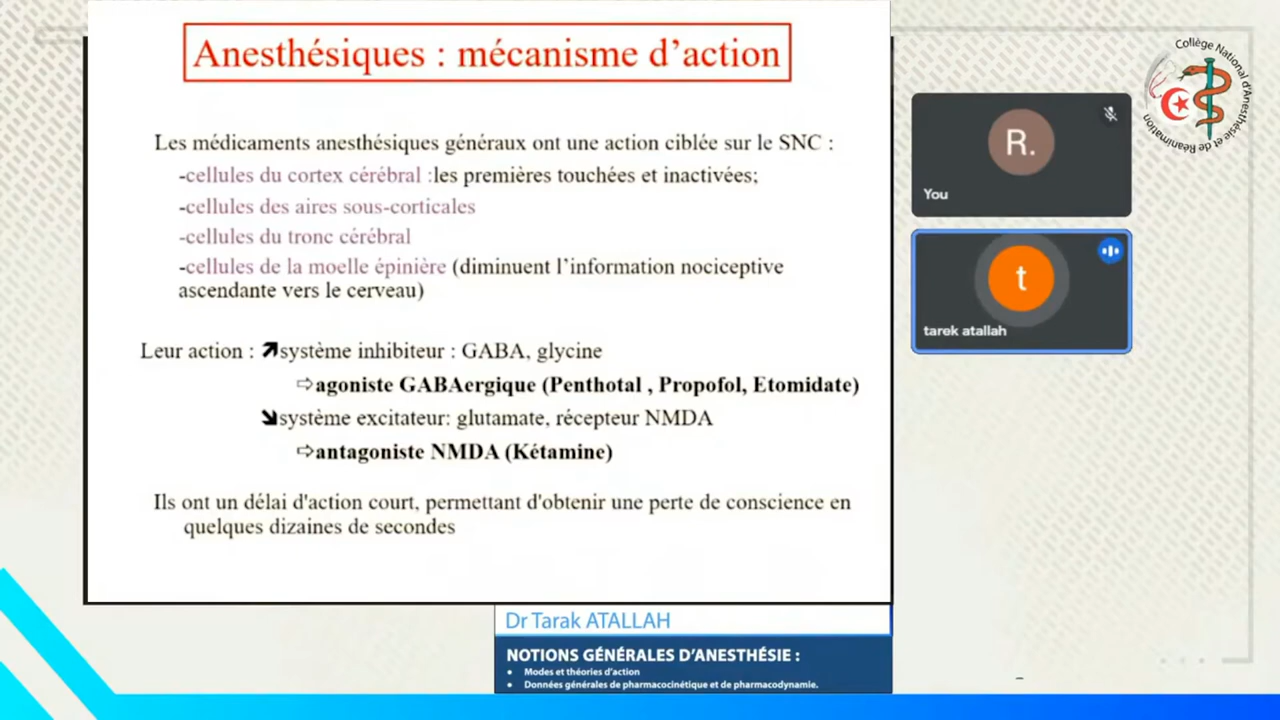 Anesthésiques : mécanisme d’action
Les médicaments anesthésiques généraux ont une action ciblée sur le SNC :
-cellules du cortex cérébral :les premières touchées et inactivées;
-cellules des aires sous-corticales
-cellules du tronc cérébral
-cellules de la moelle épinière (diminuent l’information nociceptive
ascendante vers le cerveau)
Leur action : ⬈système inhibiteur : GABA, glycine
⇨agoniste GABAergique (Penthotal , Propofol, Etomidate)
⬊système excitateur: glutamate, récepteur NMDA
⇨antagoniste NMDA (Kétamine)
Ils ont un délai d'action court, permettant d'obtenir une perte de conscience en
quelques dizaines de secondes
Collège National d'Anesthésie et de Réanimation
R.
You
t
tarek atallah
Dr Tarak ATALLAH
NOTIONS GÉNÉRALES D’ANESTHÉSIE :
• Modes et théories d’action
• Données générales de pharmacocinétique et de pharmacodynamie.